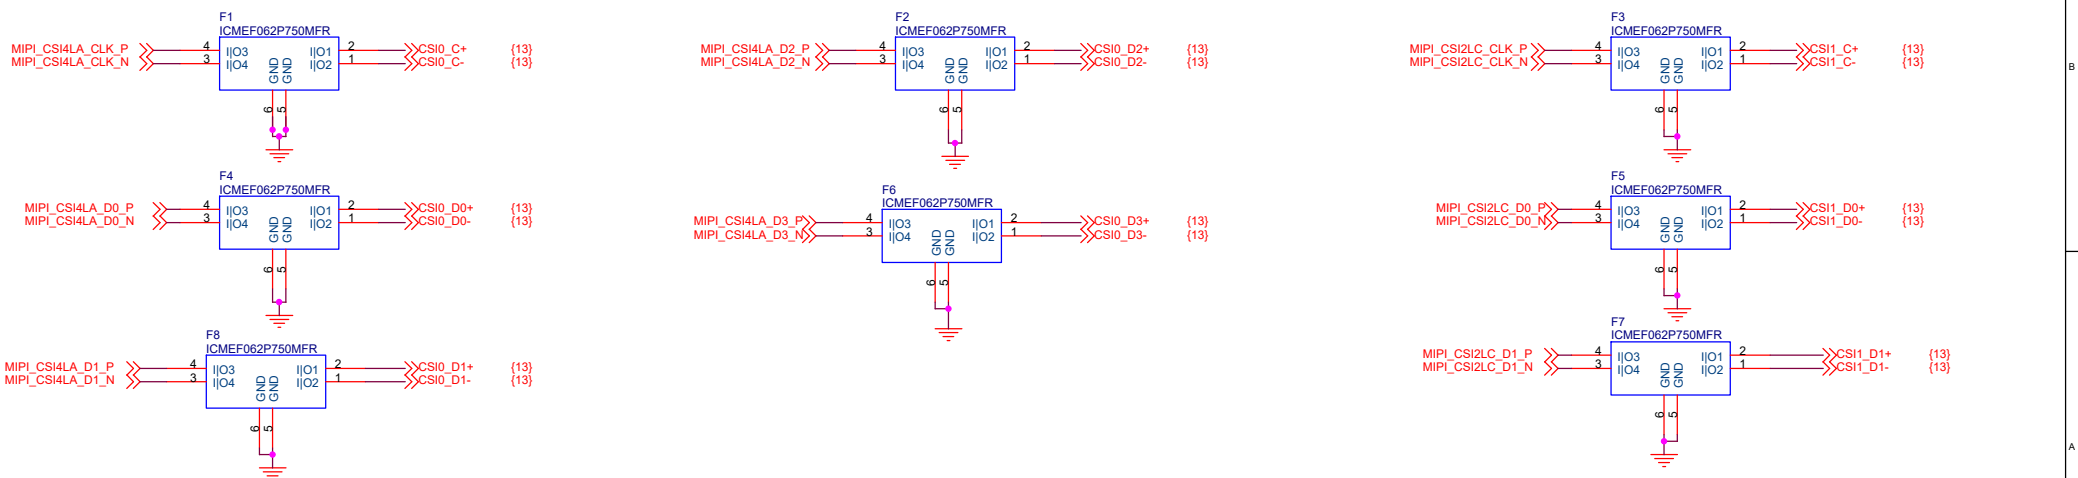 F1
ICMEF062P750MFR
MIPI_CSI4LA_CLK_P 4 I|O3 I|O1 2 CSI0_C+ {13}
MIPI_CSI4LA_CLK_N 3 I|O4 I|O2 1 CSI0_C- {13}
GND GND
6 5
F2
ICMEF062P750MFR
MIPI_CSI4LA_D2_P 4 I|O3 I|O1 2 CSI0_D2+ {13}
MIPI_CSI4LA_D2_N 3 I|O4 I|O2 1 CSI0_D2- {13}
GND GND
6 5
F3
ICMEF062P750MFR
MIPI_CSI2LC_CLK_P 4 I|O3 I|O1 2 CSI1_C+ {13}
MIPI_CSI2LC_CLK_N 3 I|O4 I|O2 1 CSI1_C- {13}
GND GND
6 5
B
F4
ICMEF062P750MFR
MIPI_CSI4LA_D0_P 4 I|O3 I|O1 2 CSI0_D0+ {13}
MIPI_CSI4LA_D0_N 3 I|O4 I|O2 1 CSI0_D0- {13}
GND GND
6 5
F6
ICMEF062P750MFR
MIPI_CSI4LA_D3_P 4 I|O3 I|O1 2 CSI0_D3+ {13}
MIPI_CSI4LA_D3_N 3 I|O4 I|O2 1 CSI0_D3- {13}
GND GND
6 5
F5
ICMEF062P750MFR
MIPI_CSI2LC_D0_P 4 I|O3 I|O1 2 CSI1_D0+ {13}
MIPI_CSI2LC_D0_N 3 I|O4 I|O2 1 CSI1_D0- {13}
GND GND
6 5
F8
ICMEF062P750MFR
MIPI_CSI4LA_D1_P 4 I|O3 I|O1 2 CSI0_D1+ {13}
MIPI_CSI4LA_D1_N 3 I|O4 I|O2 1 CSI0_D1- {13}
GND GND
6 5
F7
ICMEF062P750MFR
MIPI_CSI2LC_D1_P 4 I|O3 I|O1 2 CSI1_D1+ {13}
MIPI_CSI2LC_D1_N 3 I|O4 I|O2 1 CSI1_D1- {13}
GND GND
6 5
A